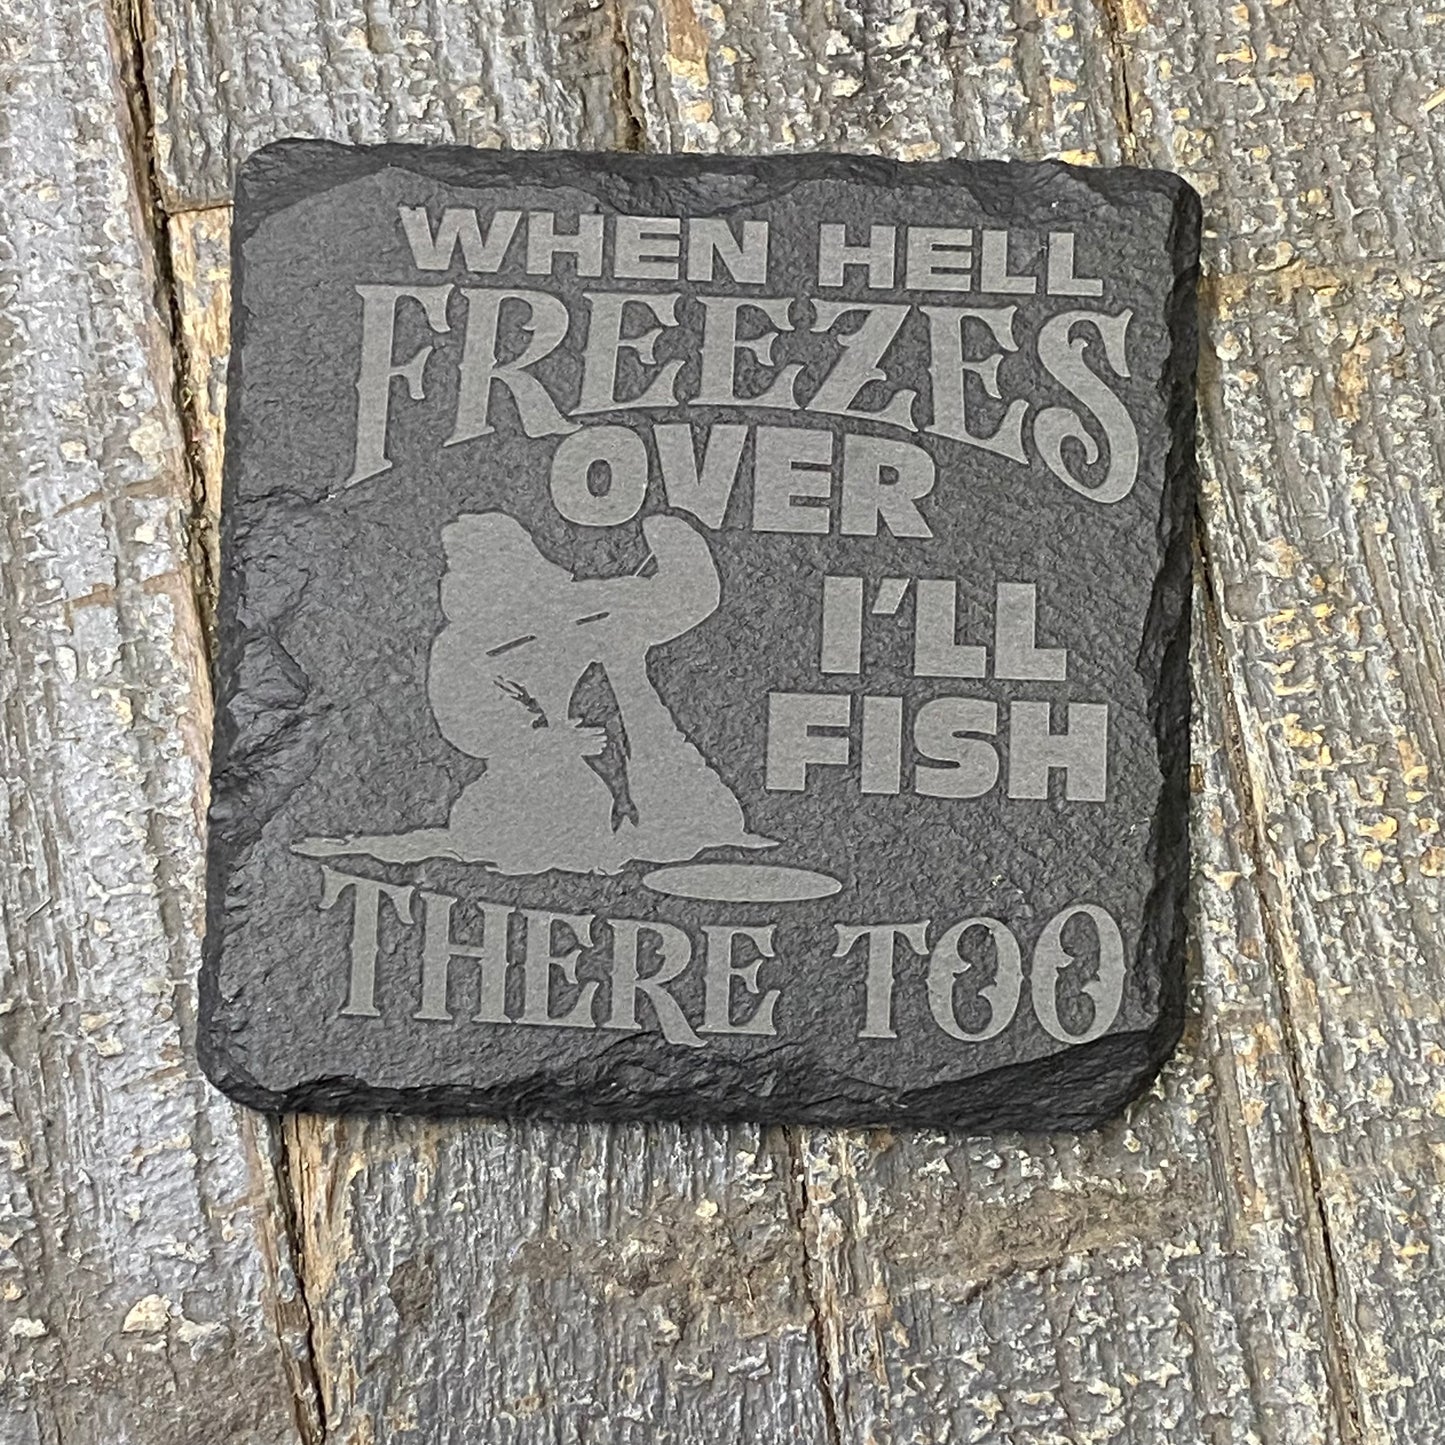 WHEN HELL
FREEZES
OVER
I'LL
FISH
THERE TOO